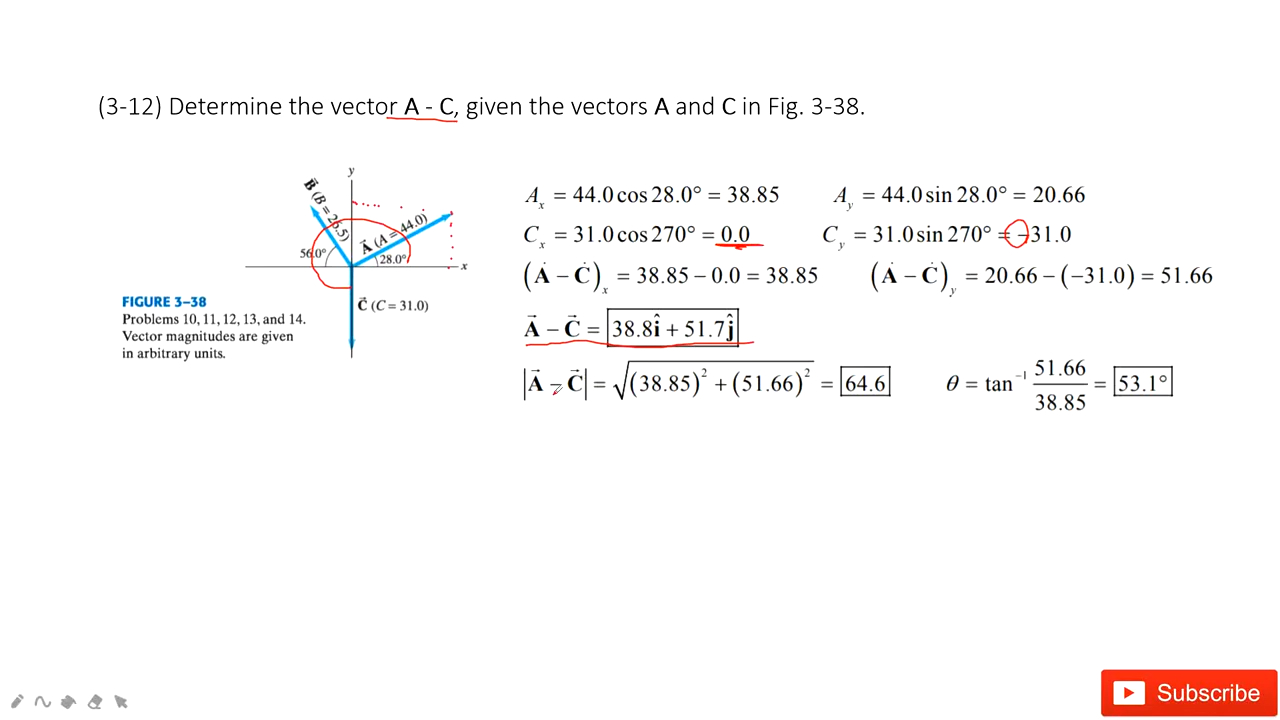 (3-12) Determine the vector A - C, given the vectors A and C in Fig. 3-38.
y
B⃗ (B = 26.5)
A⃗ (A = 44.0)
56.0°
28.0°
x
C⃗ (C = 31.0)
FIGURE 3–38
Problems 10, 11, 12, 13, and 14.
Vector magnitudes are given
in arbitrary units.
Aₓ = 44.0 cos 28.0° = 38.85 A_y = 44.0 sin 28.0° = 20.66
Cₓ = 31.0 cos 270° = 0.0 C_y = 31.0 sin 270° = −31.0
(A⃗ − C⃗)ₓ = 38.85 − 0.0 = 38.85 (A⃗ − C⃗)_y = 20.66 − (−31.0) = 51.66
A⃗ − C⃗ = 38.8î + 51.7ĵ
|A⃗ − C⃗| = √((38.85)² + (51.66)²) = 64.6 θ = tan⁻¹ 51.66/38.85 = 53.1°
Subscribe